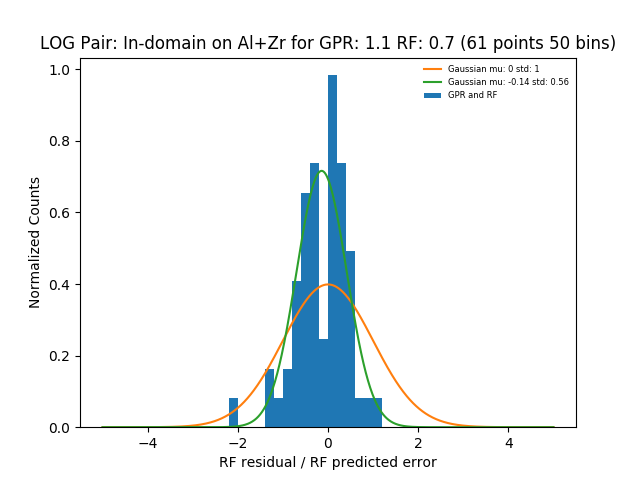 LOG Pair: In-domain on Al+Zr for GPR: 1.1 RF: 0.7 (61 points 50 bins)
Gaussian mu: 0 std: 1
Gaussian mu: -0.14 std: 0.56
GPR and RF
Normalized Counts
1.0
0.8
0.6
0.4
0.2
0.0
−4 −2 0 2 4
RF residual / RF predicted error